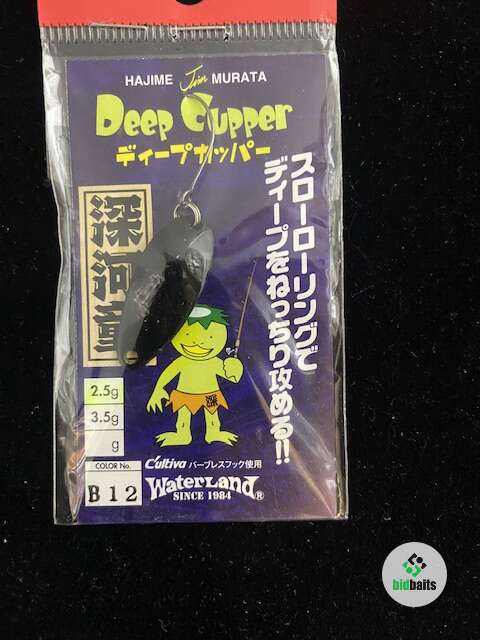 HAJIME Join MURATA
Deep Cupper
ディープカッパー
スローローリングで
ディープをねっちり攻める!!
深河童
2.5g
3.5g
g
COLOR No.
B12
C'ultiva バーブレスフック使用
WaterLand®
SINCE 1984
bidbaits